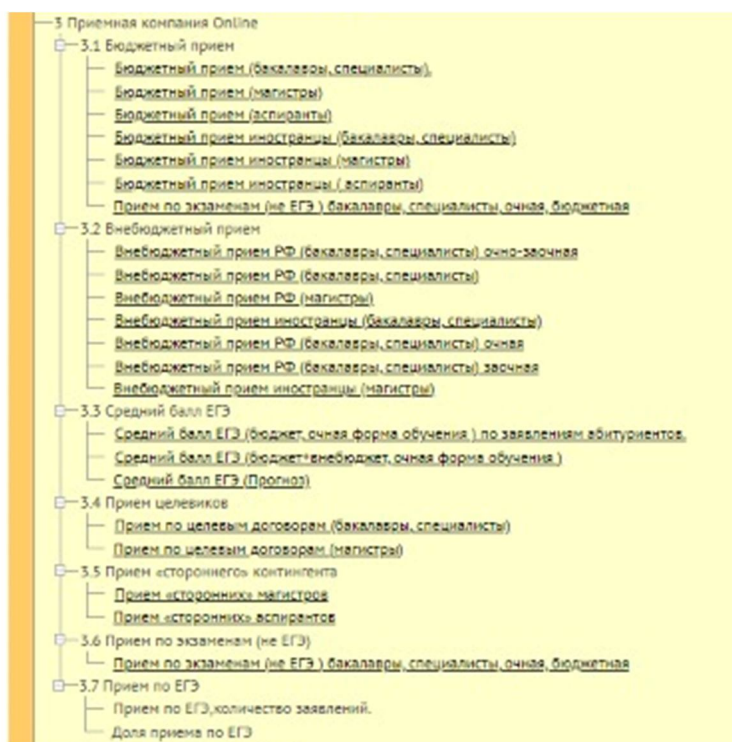 3 Приемная компания Online
3.1 Бюджетный прием
Бюджетный прием (бакалавры, специалисты),
Бюджетный прием (магистры)
Бюджетный прием (аспиранты)
Бюджетный прием иностранцы (бакалавры, специалисты)
Бюджетный прием иностранцы (магистры)
Бюджетный прием иностранцы ( аспиранты)
Прием по экзаменам (не ЕГЭ ) бакалавры, специалисты, очная, бюджетная
3.2 Внебюджетный прием
Внебюджетный прием РФ (бакалавры, специалисты) очно-заочная
Внебюджетный прием РФ (бакалавры, специалисты)
Внебюджетный прием РФ (магистры)
Внебюджетный прием иностранцы (бакалавры, специалисты)
Внебюджетный прием РФ (бакалавры, специалисты) очная
Внебюджетный прием РФ (бакалавры, специалисты) заочная
Внебюджетный прием иностранцы (магистры)
3.3 Средний балл ЕГЭ
Средний балл ЕГЭ (бюджет, очная форма обучения ) по заявлениям абитуриентов.
Средний балл ЕГЭ (бюджет+внебюджет, очная форма обучения )
Средний балл ЕГЭ (Прогноз)
3.4 Прием целевиков
Прием по целевым договорам (бакалавры, специалисты)
Прием по целевым договорам (магистры)
3.5 Прием «стороннего» контингента
Прием «сторонних» магистров
Прием «сторонних» аспирантов
3.6 Прием по экзаменам (не ЕГЭ)
Прием по экзаменам (не ЕГЭ ) бакалавры, специалисты, очная, бюджетная
3.7 Прием по ЕГЭ
Прием по ЕГЭ,количество заявлений.
Доля приема по ЕГЭ